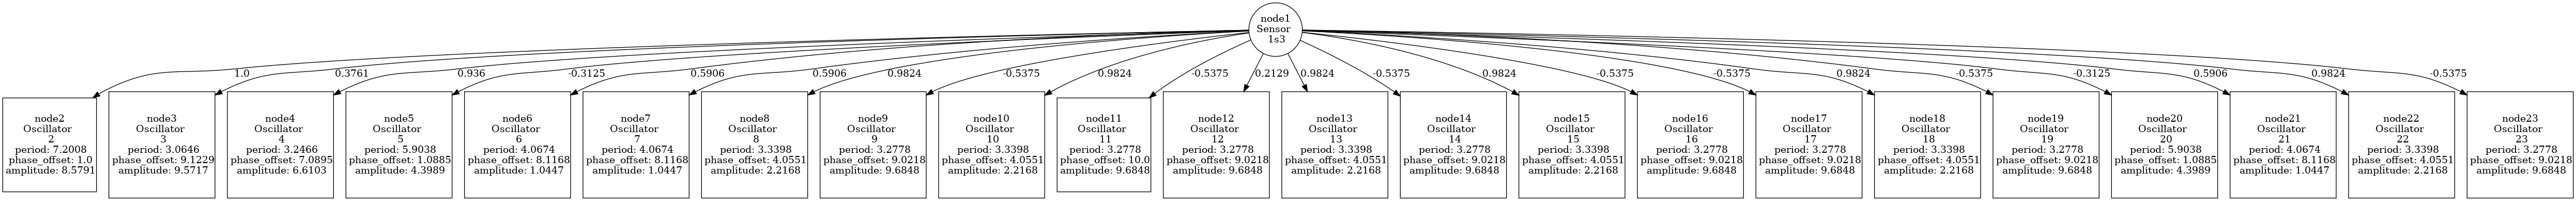 node1
Sensor
1s3
1.0
0.3761
0.936
-0.3125
0.5906
0.5906
0.9824
-0.5375
0.9824
-0.5375
0.2129
0.9824
-0.5375
0.9824
-0.5375
-0.5375
0.9824
-0.5375
-0.3125
0.5906
0.9824
-0.5375
node2
Oscillator
2
period: 7.2008
phase_offset: 1.0
amplitude: 8.5791
node3
Oscillator
3
period: 3.0646
phase_offset: 9.1229
amplitude: 9.5717
node4
Oscillator
4
period: 3.2466
phase_offset: 7.0895
amplitude: 6.6103
node5
Oscillator
5
period: 5.9038
phase_offset: 1.0885
amplitude: 4.3989
node6
Oscillator
6
period: 4.0674
phase_offset: 8.1168
amplitude: 1.0447
node7
Oscillator
7
period: 4.0674
phase_offset: 8.1168
amplitude: 1.0447
node8
Oscillator
8
period: 3.3398
phase_offset: 4.0551
amplitude: 2.2168
node9
Oscillator
9
period: 3.2778
phase_offset: 9.0218
amplitude: 9.6848
node10
Oscillator
10
period: 3.3398
phase_offset: 4.0551
amplitude: 2.2168
node11
Oscillator
11
period: 3.2778
phase_offset: 10.0
amplitude: 9.6848
node12
Oscillator
12
period: 3.2778
phase_offset: 9.0218
amplitude: 9.6848
node13
Oscillator
13
period: 3.3398
phase_offset: 4.0551
amplitude: 2.2168
node14
Oscillator
14
period: 3.2778
phase_offset: 9.0218
amplitude: 9.6848
node15
Oscillator
15
period: 3.3398
phase_offset: 4.0551
amplitude: 2.2168
node16
Oscillator
16
period: 3.2778
phase_offset: 9.0218
amplitude: 9.6848
node17
Oscillator
17
period: 3.2778
phase_offset: 9.0218
amplitude: 9.6848
node18
Oscillator
18
period: 3.3398
phase_offset: 4.0551
amplitude: 2.2168
node19
Oscillator
19
period: 3.2778
phase_offset: 9.0218
amplitude: 9.6848
node20
Oscillator
20
period: 5.9038
phase_offset: 1.0885
amplitude: 4.3989
node21
Oscillator
21
period: 4.0674
phase_offset: 8.1168
amplitude: 1.0447
node22
Oscillator
22
period: 3.3398
phase_offset: 4.0551
amplitude: 2.2168
node23
Oscillator
23
period: 3.2778
phase_offset: 9.0218
amplitude: 9.6848